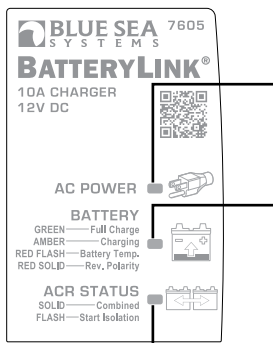 BLUE SEA 7605
SYSTEMS
BATTERYLINK®
10A CHARGER
12V DC
AC POWER
BATTERY
GREEN — Full Charge
AMBER — Charging
RED FLASH — Battery Temp.
RED SOLID — Rev. Polarity
ACR STATUS
SOLID — Combined
FLASH — Start Isolation